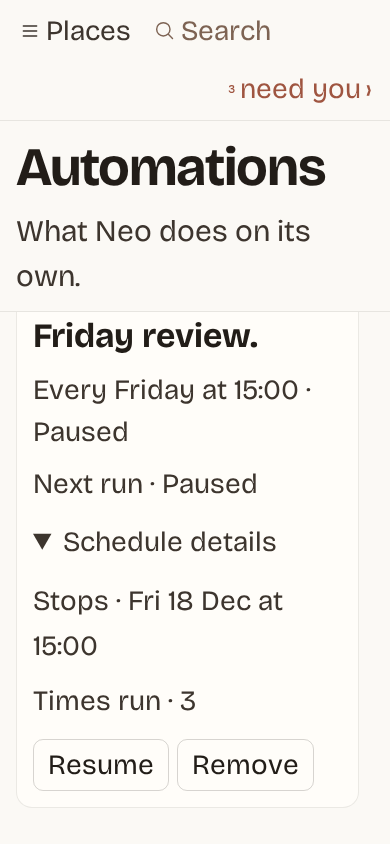 Places Search
3 need you ›
Automations
What Neo does on its
own.
Friday review.
Every Friday at 15:00 ·
Paused
Next run · Paused
▼ Schedule details
Stops · Fri 18 Dec at
15:00
Times run · 3
Resume Remove